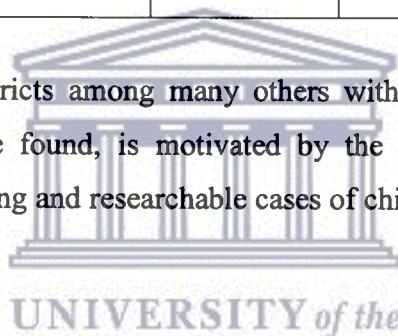 ricts among many others with
found, is motivated by the
ng and researchable cases of chi
UNIVERSITY of the